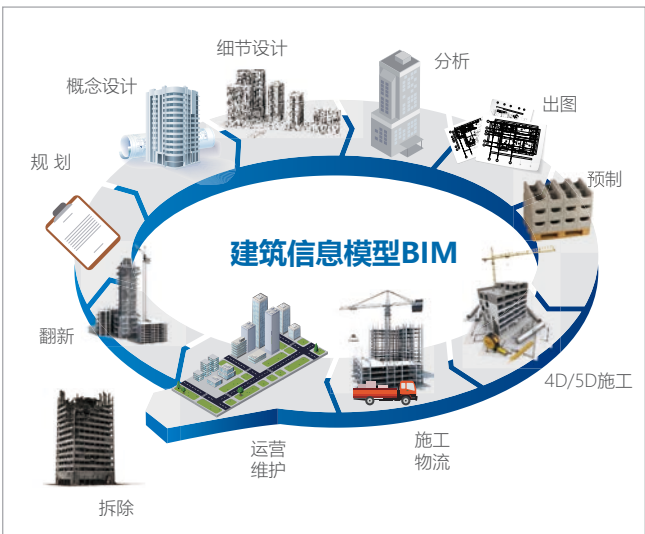 细节设计
分析
概念设计
出图
规 划
预制
建筑信息模型BIM
翻新
4D/5D施工
运营
维护
施工
物流
拆除